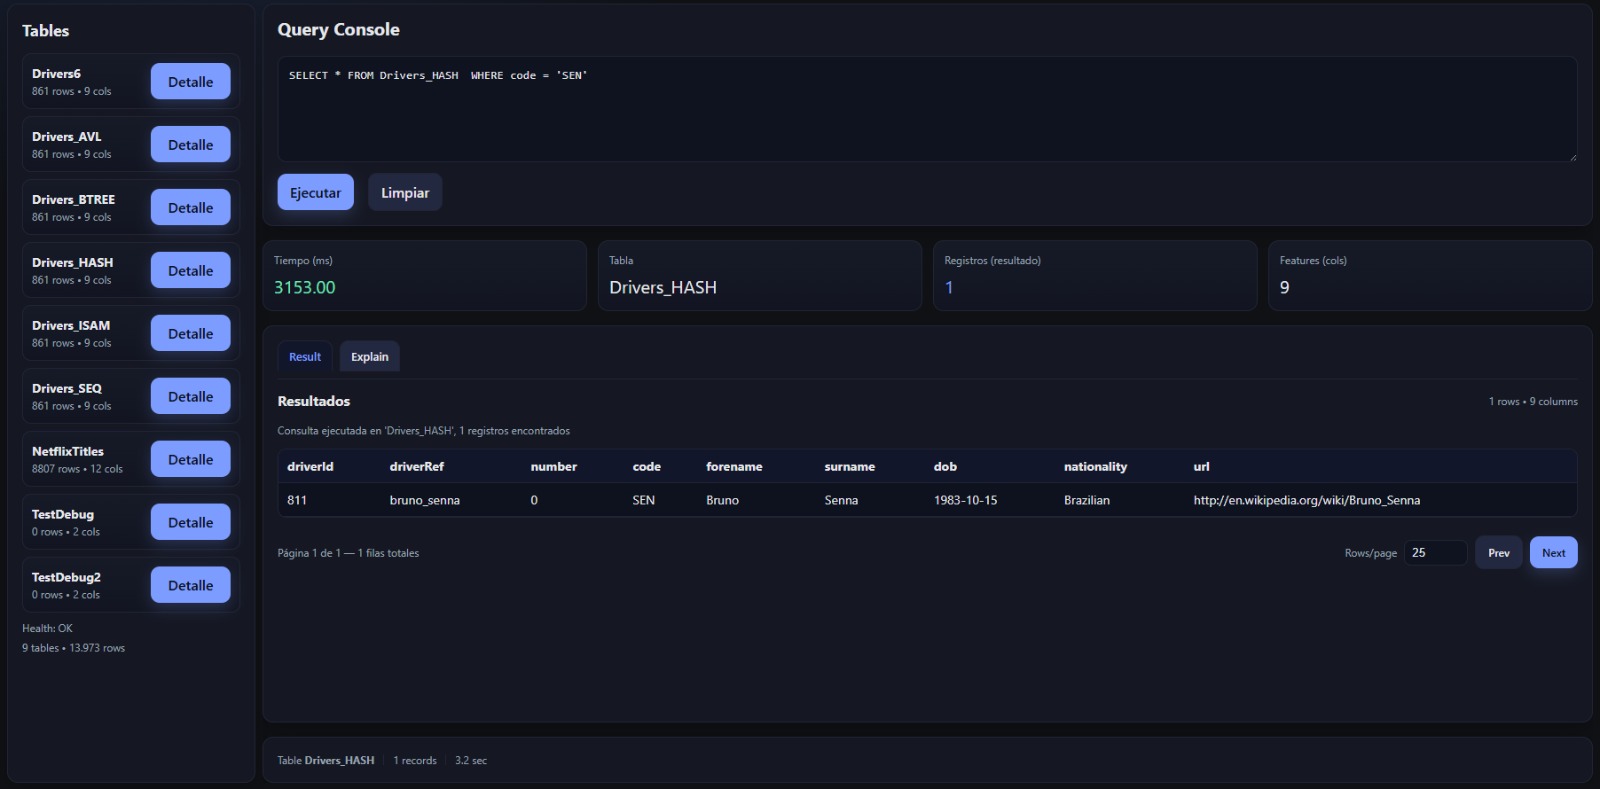 Tables
Drivers6
861 rows • 9 cols
Detalle
Drivers_AVL
861 rows • 9 cols
Detalle
Drivers_BTREE
861 rows • 9 cols
Detalle
Drivers_HASH
861 rows • 9 cols
Detalle
Drivers_ISAM
861 rows • 9 cols
Detalle
Drivers_SEQ
861 rows • 9 cols
Detalle
NetflixTitles
8807 rows • 12 cols
Detalle
TestDebug
0 rows • 2 cols
Detalle
TestDebug2
0 rows • 2 cols
Detalle
Health: OK
9 tables • 13.973 rows
Query Console
SELECT * FROM Drivers_HASH  WHERE code = 'SEN'
Ejecutar Limpiar
Tiempo (ms)
3153.00
Tabla
Drivers_HASH
Registros (resultado)
1
Features (cols)
9
Result Explain
Resultados 1 rows • 9 columns
Consulta ejecutada en 'Drivers_HASH', 1 registros encontrados
driverId driverRef number code forename surname dob nationality url
811 bruno_senna 0 SEN Bruno Senna 1983-10-15 Brazilian http://en.wikipedia.org/wiki/Bruno_Senna
Página 1 de 1 — 1 filas totales Rows/page 25 Prev Next
Table Drivers_HASH 1 records 3.2 sec